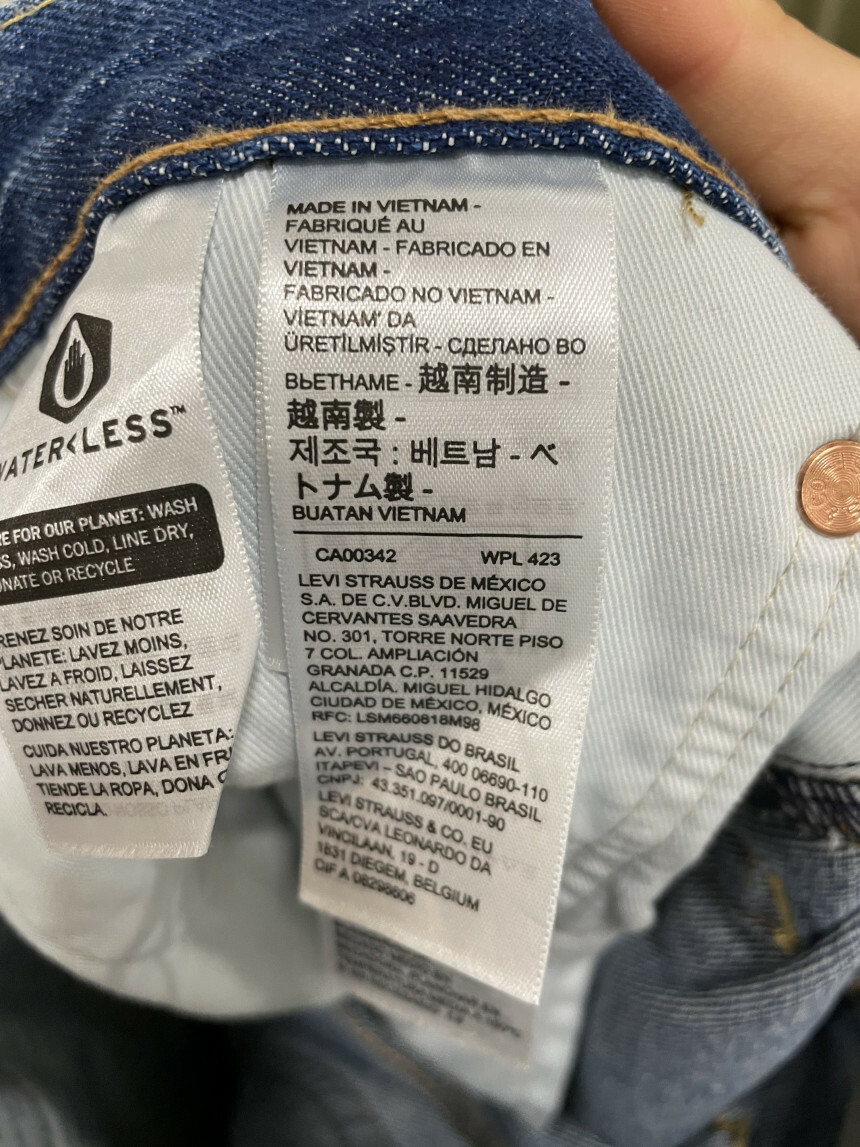 WATER<LESS™
FOR OUR PLANET: WASH
WASH COLD, LINE DRY,
OR RECYCLE
SOIN DE NOTRE
LAVEZ MOINS,
A FROID, LAISSEZ
SECHER NATURELLEMENT,
DONNEZ OU RECYCLEZ
CUIDA NUESTRO PLANETA:
LAVA MENOS, LAVA EN
TIENDE LA ROPA, DONA
RECICLA.
MADE IN VIETNAM -
FABRIQUÉ AU
VIETNAM - FABRICADO EN
VIETNAM -
FABRICADO NO VIETNAM -
VİETNAM' DA
ÜRETİLMİŞTİR - СДЕЛАНО ВО
ВЬЕТНАМЕ - 越南制造 -
越南製 -
제조국 : 베트남 - ベ
トナム製 -
BUATAN VIETNAM
CA00342 WPL 423
LEVI STRAUSS DE MÉXICO
S.A. DE C.V.BLVD. MIGUEL DE
CERVANTES SAAVEDRA
NO. 301, TORRE NORTE PISO
7 COL. AMPLIACIÓN
GRANADA C.P. 11529
ALCALDÍA. MIGUEL HIDALGO
CIUDAD DE MÉXICO, MÉXICO
RFC: LSM660818M98
LEVI STRAUSS DO BRASIL
AV. PORTUGAL, 400 06690-110
ITAPEVI – SAO PAULO BRASIL
CNPJ: 43.351.097/0001-90
LEVI STRAUSS & CO. EU
SCA/CVA LEONARDO DA
VINCILAAN, 19 - D
1831 DIEGEM, BELGIUM
CIF A 08298606